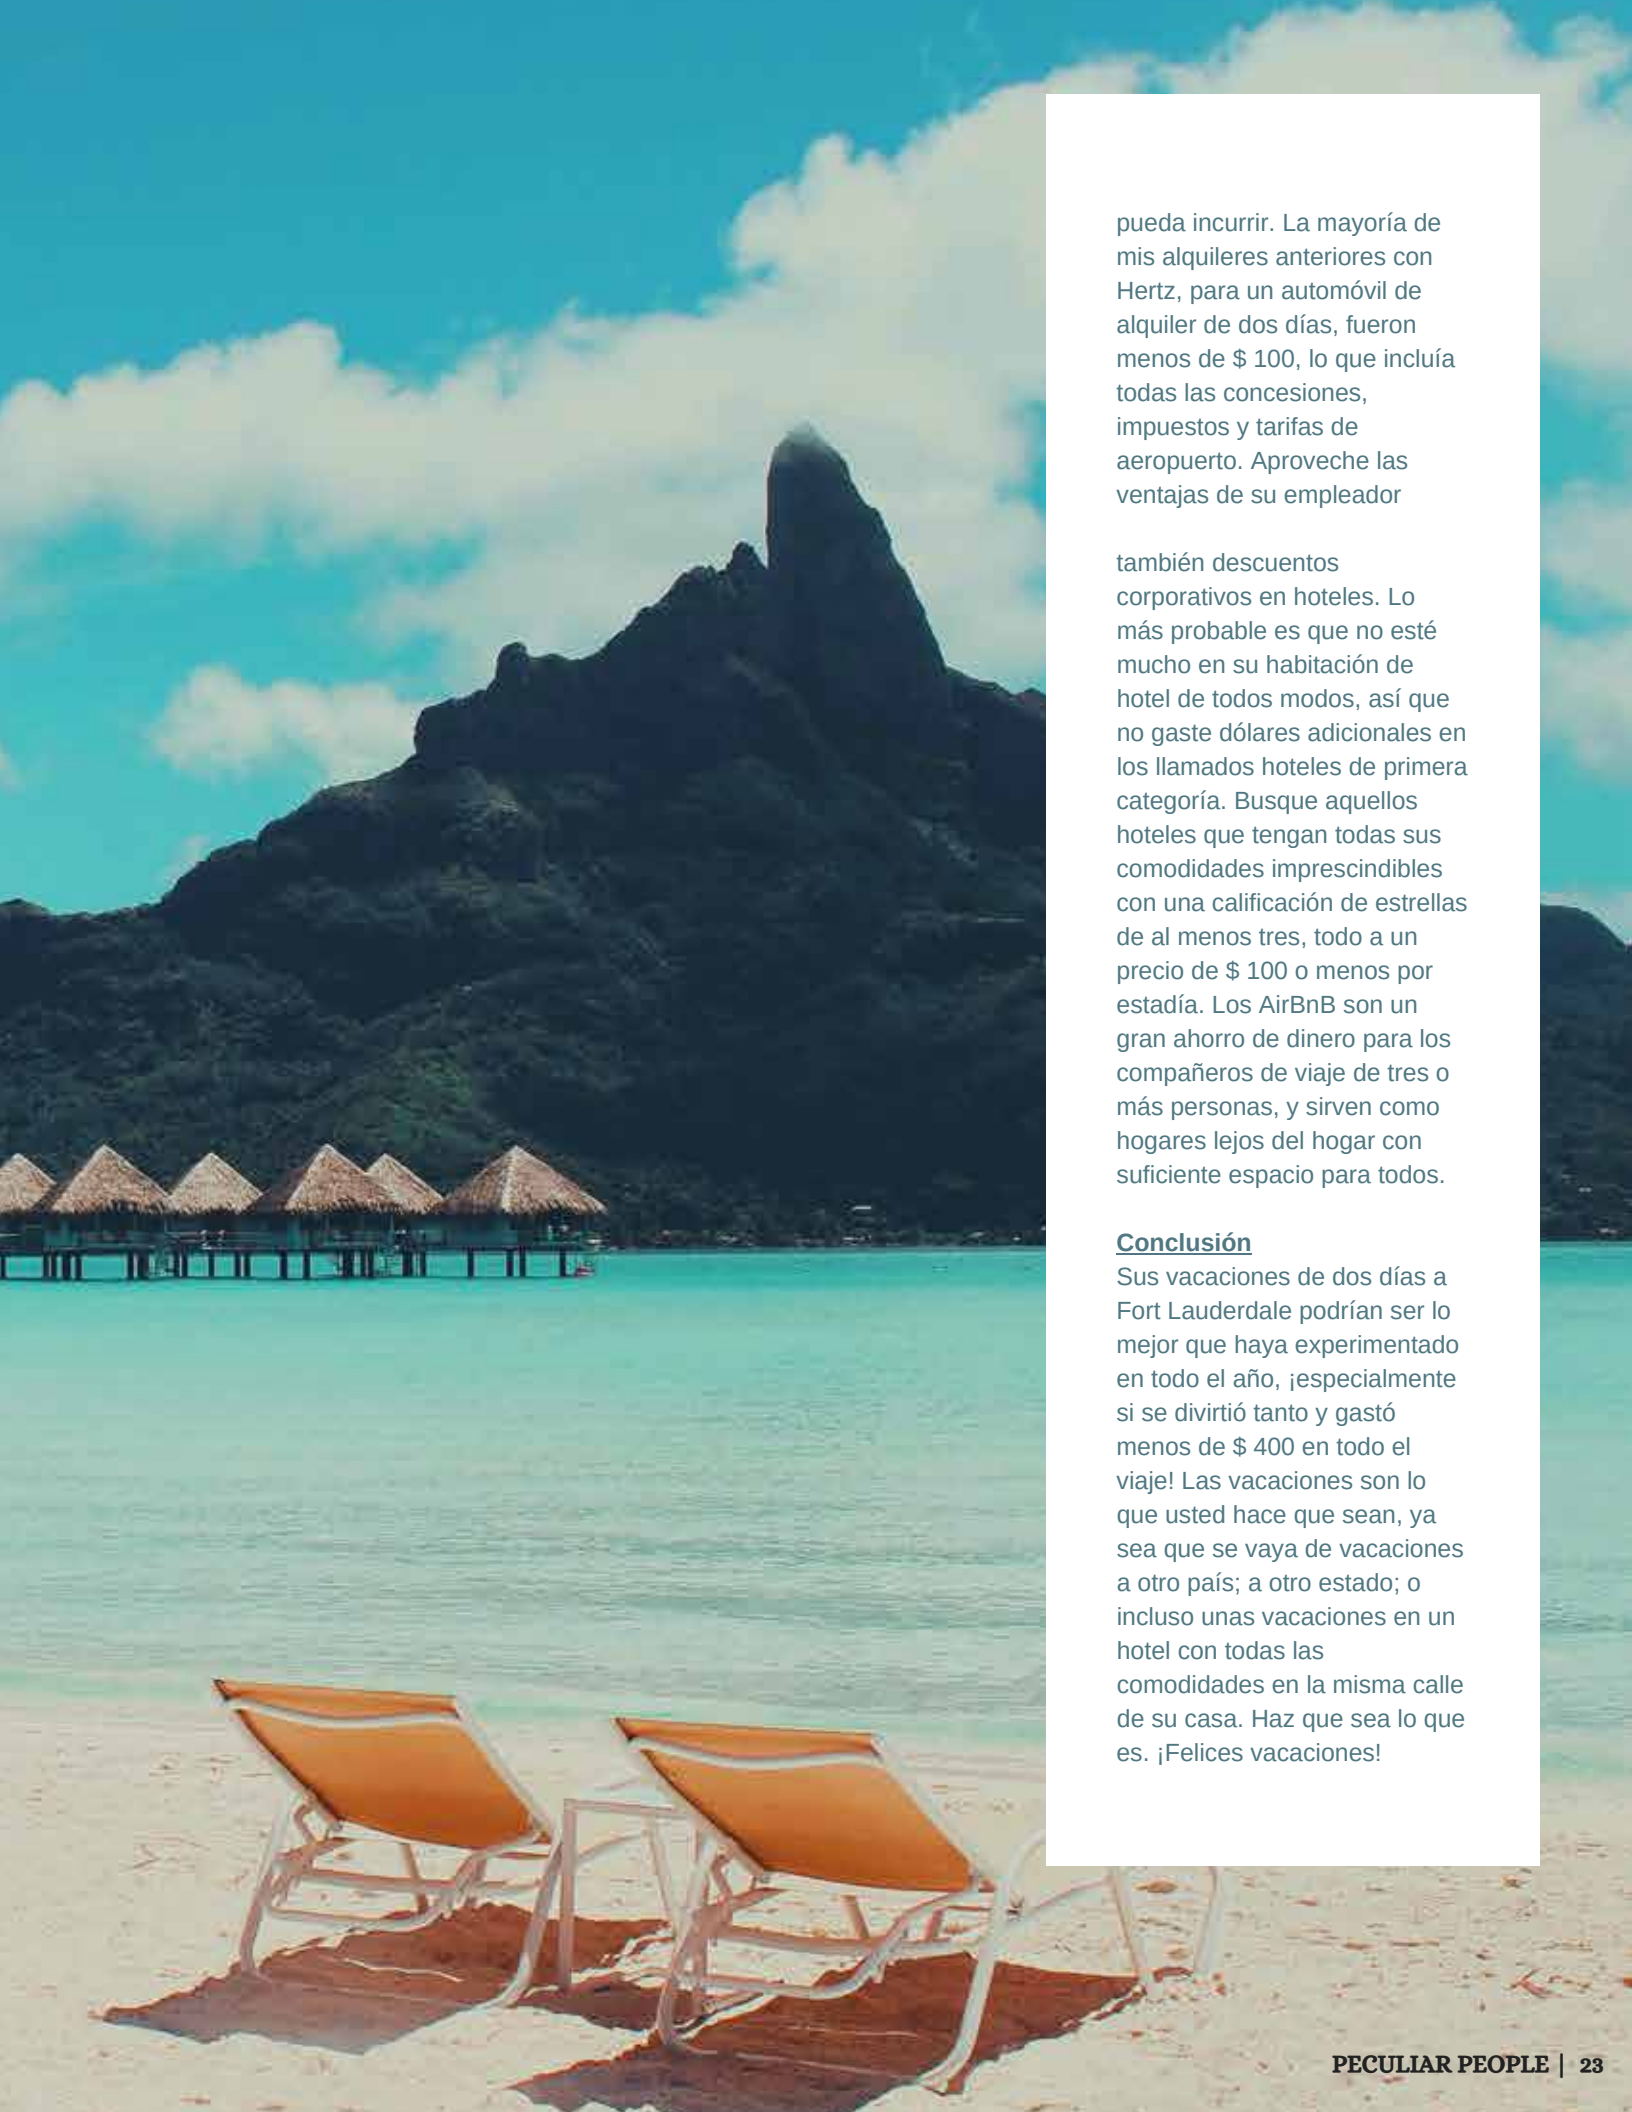 pueda incurrir. La mayoría de
mis alquileres anteriores con
Hertz, para un automóvil de
alquiler de dos días, fueron
menos de $ 100, lo que incluía
todas las concesiones,
impuestos y tarifas de
aeropuerto. Aproveche las
ventajas de su empleador
también descuentos
corporativos en hoteles. Lo
más probable es que no esté
mucho en su habitación de
hotel de todos modos, así que
no gaste dólares adicionales en
los llamados hoteles de primera
categoría. Busque aquellos
hoteles que tengan todas sus
comodidades imprescindibles
con una calificación de estrellas
de al menos tres, todo a un
precio de $ 100 o menos por
estadía. Los AirBnB son un
gran ahorro de dinero para los
compañeros de viaje de tres o
más personas, y sirven como
hogares lejos del hogar con
suficiente espacio para todos.
Conclusión
Sus vacaciones de dos días a
Fort Lauderdale podrían ser lo
mejor que haya experimentado
en todo el año, ¡especialmente
si se divirtió tanto y gastó
menos de $ 400 en todo el
viaje! Las vacaciones son lo
que usted hace que sean, ya
sea que se vaya de vacaciones
a otro país; a otro estado; o
incluso unas vacaciones en un
hotel con todas las
comodidades en la misma calle
de su casa. Haz que sea lo que
es. ¡Felices vacaciones!
PECULIAR PEOPLE | 23